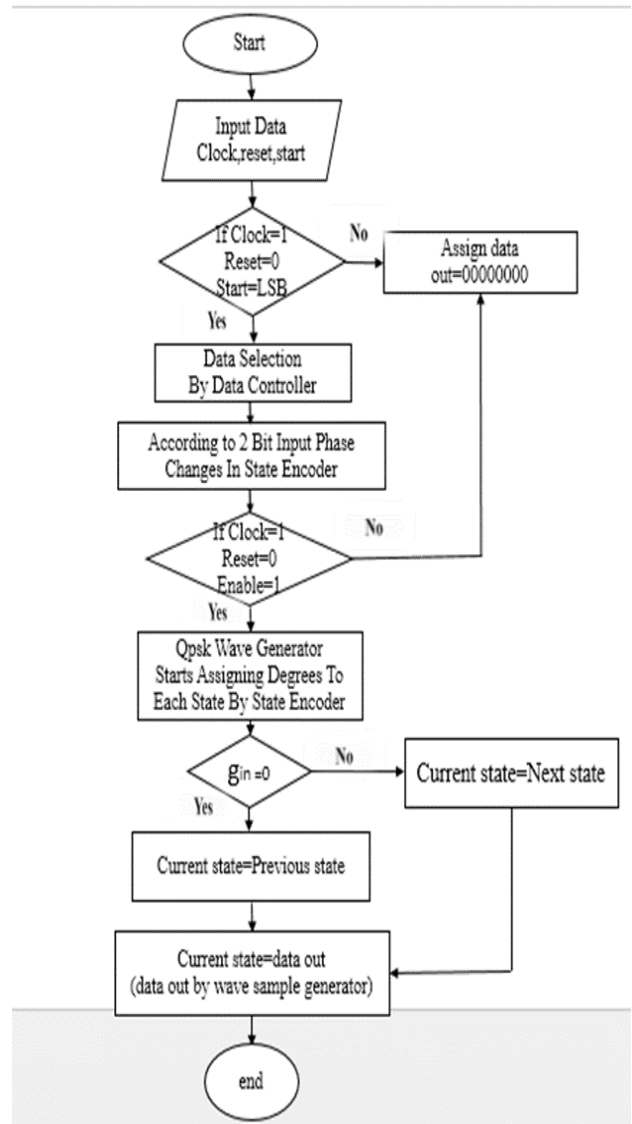 Start
Input Data
Clock,reset,start
If Clock=1
Reset=0
Start=LSB
No
Assign data
out=00000000
Yes
Data Selection
By Data Controller
According to 2 Bit Input Phase
Changes In State Encoder
If Clock=1
Reset=0
Enable=1
No
Yes
Qpsk Wave Generator
Starts Assigning Degrees To
Each State By State Encoder
gin =0
No
Current state=Next state
Yes
Current state=Previous state
Current state=data out
(data out by wave sample generator)
end